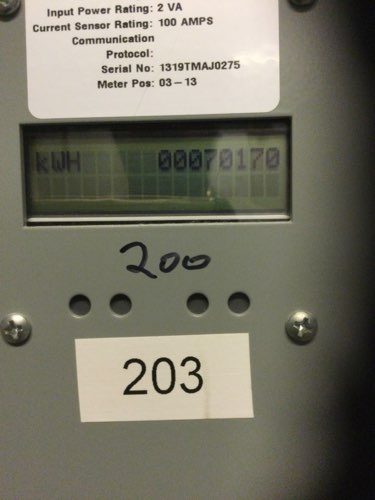 Input Power Rating: 2 VA
Current Sensor Rating: 100 AMPS
Communication
Protocol:
Serial No: 1319TMAJ0275
Meter Pos: 03-13
kWH 00070170
200
203